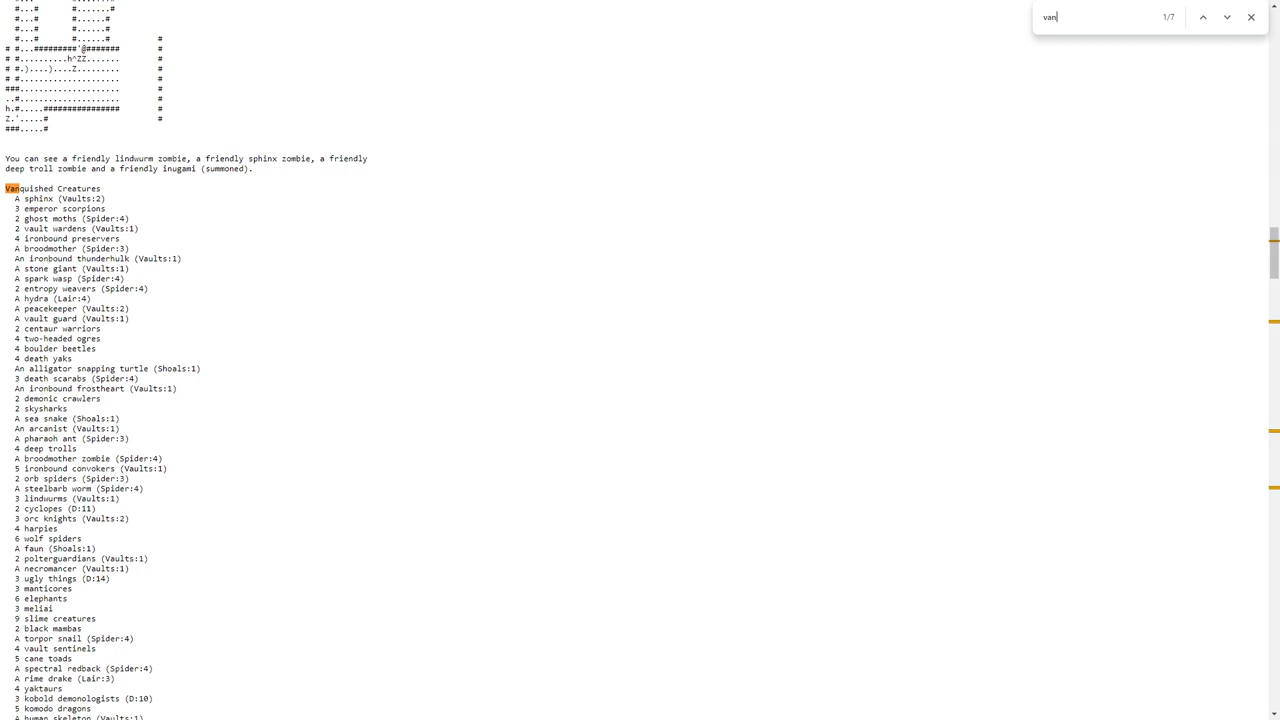 van
1/7
#...#       #.......#
#...#       #......#
#...#       #......#
#...#       #......#                         #
# #...#########'@#######        #
# #..........h^ZZ.......        #
# #.)....)....Z.........        #
# #.....................        #
###.....................        #
..#.....................        #
h.#.....################        #
Z.'.....#                       #
###.....#
You can see a friendly lindwurm zombie, a friendly sphinx zombie, a friendly
deep troll zombie and a friendly inugami (summoned).
Vanquished Creatures
A sphinx (Vaults:2)
3 emperor scorpions
2 ghost moths (Spider:4)
2 vault wardens (Vaults:1)
4 ironbound preservers
A broodmother (Spider:3)
An ironbound thunderhulk (Vaults:1)
A stone giant (Vaults:1)
A spark wasp (Spider:4)
2 entropy weavers (Spider:4)
A hydra (Lair:4)
A peacekeeper (Vaults:2)
A vault guard (Vaults:1)
2 centaur warriors
4 two-headed ogres
4 boulder beetles
4 death yaks
An alligator snapping turtle (Shoals:1)
3 death scarabs (Spider:4)
An ironbound frostheart (Vaults:1)
2 demonic crawlers
2 skysharks
A sea snake (Shoals:1)
An arcanist (Vaults:1)
A pharaoh ant (Spider:3)
4 deep trolls
A broodmother zombie (Spider:4)
5 ironbound convokers (Vaults:1)
2 orb spiders (Spider:3)
A steelbarb worm (Spider:4)
3 lindwurms (Vaults:1)
2 cyclopes (D:11)
3 orc knights (Vaults:2)
4 harpies
6 wolf spiders
A faun (Shoals:1)
2 polterguardians (Vaults:1)
A necromancer (Vaults:1)
3 ugly things (D:14)
3 manticores
6 elephants
3 meliai
9 slime creatures
2 black mambas
A torpor snail (Spider:4)
4 vault sentinels
5 cane toads
A spectral redback (Spider:4)
A rime drake (Lair:3)
4 yaktaurs
3 kobold demonologists (D:10)
5 komodo dragons
A human skeleton (Vaults:1)